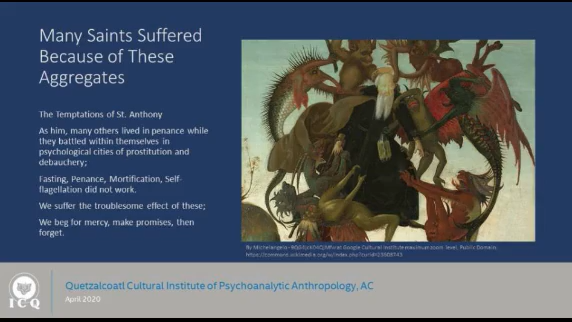 Many Saints Suffered
Because of These
Aggregates
The Temptations of St. Anthony
As him, many others lived in penance while
they battled within themselves in
psychological cities of prostitution and
debauchery;
Fasting, Penance, Mortification, Self-
flagellation did not work.
We suffer the troublesome effect of these;
We beg for mercy, make promises, then
forget.
By Michelangelo - Google Cultural Institute maximum zoom level, Public Domain,
https://commons.wikimedia.org/w/index.php?curid=
ICQ
Quetzalcoatl Cultural Institute of Psychoanalytic Anthropology, AC
April 2020